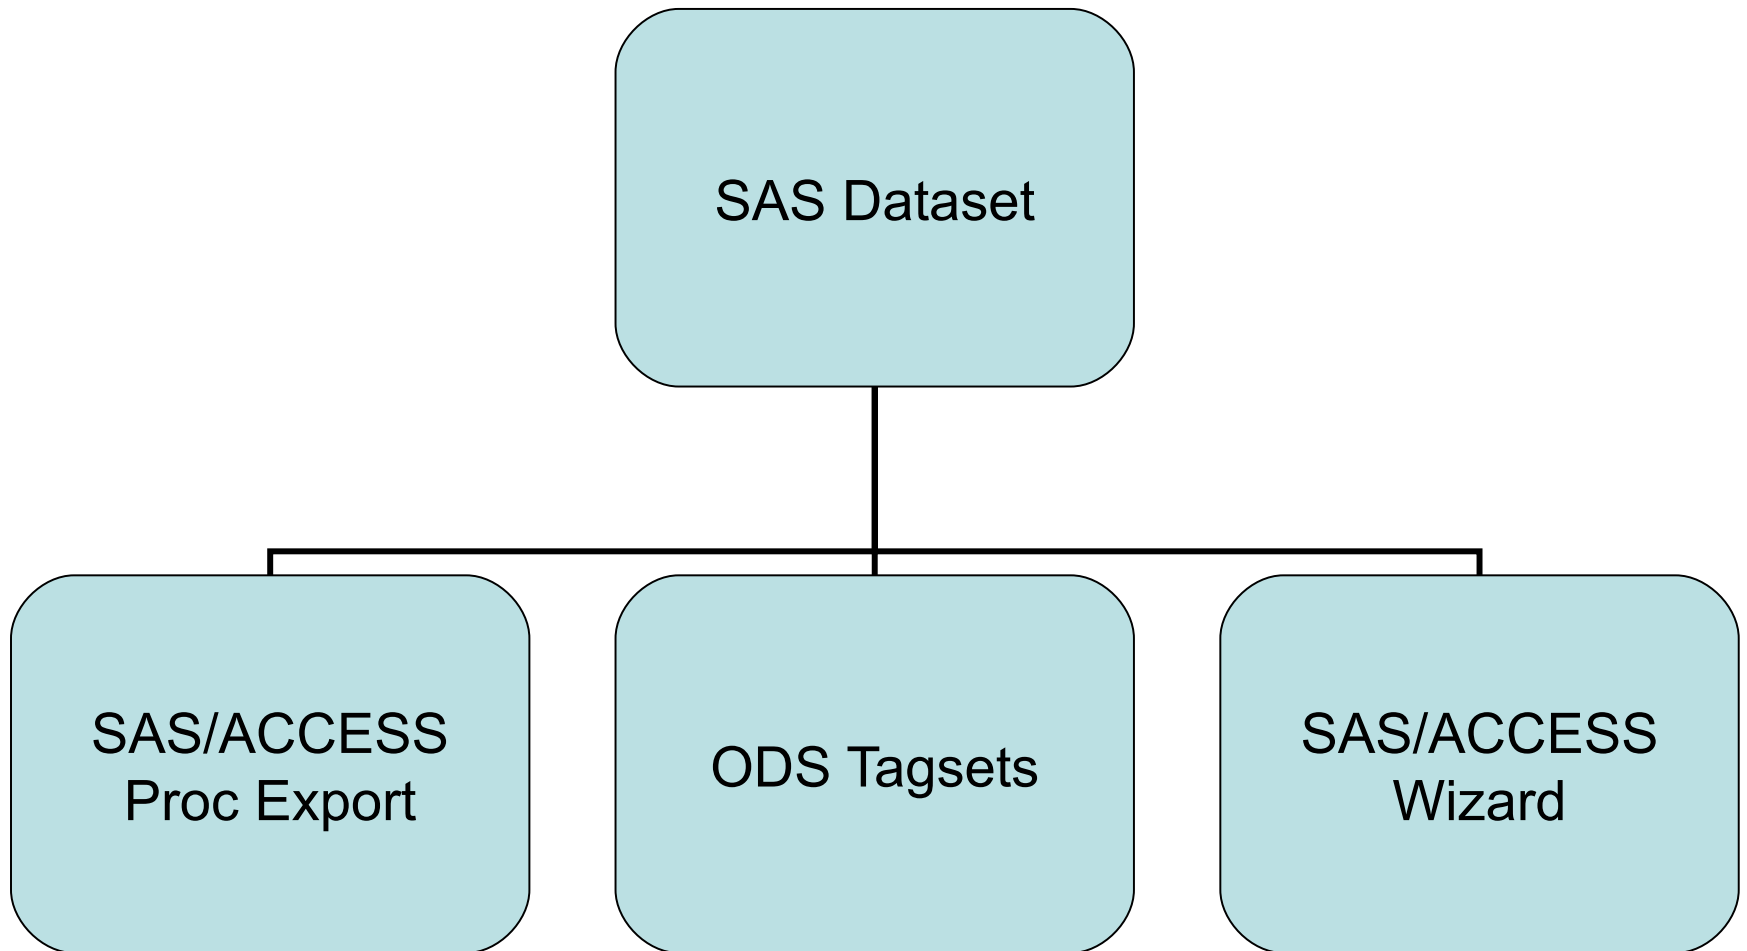 SAS Dataset
SAS/ACCESS
Proc Export
ODS Tagsets
SAS/ACCESS
Wizard